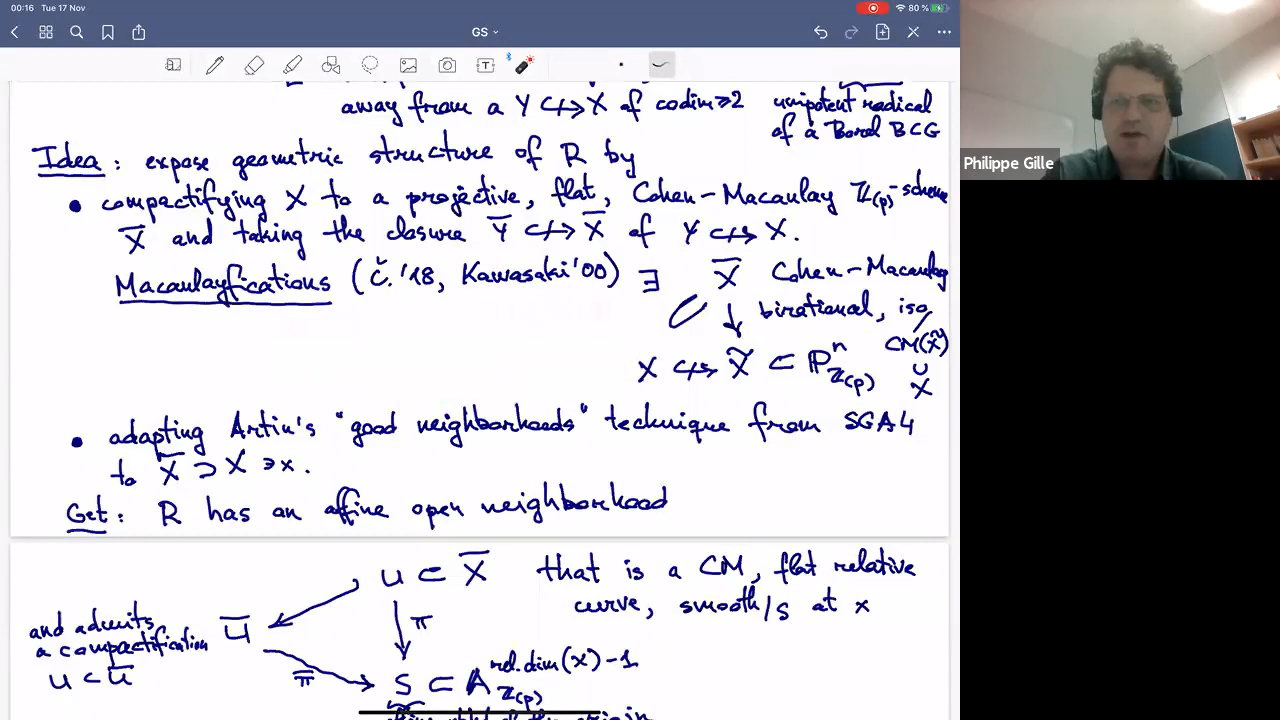 00:16 Tue 17 Nov
80 %
GS
away from a Y ↪ X of codim ≥ 2
unipotent radical
of a Borel B ⊂ G
Idea: expose geometric structure of R by
• compactifying X to a projective, flat, Cohen-Macaulay ℤ(p)-scheme
X̄ and taking the closure Ȳ ↪ X̄ of Y ↪ X.
Macaulayfications (Č. '18, Kawasaki '00) ∃ X̄ Cohen-Macaulay
↓ birational, iso/
CM(X̃)
∪
X
X ↪ X̃ ⊂ ℙⁿ ℤ(p)
• adapting Artin's "good neighborhoods" technique from SGA4
to X̄ ⊃ X ∋ x.
Get: R has an affine open neighborhood
U ⊂ X̄ that is a CM, flat relative
curve, smooth/S at x
and admits
a compactification
U ⊂ Ū
Ū
π
π̄
S ⊂ 𝔸 rel.dim(X)-1 ℤ(p)
Philippe Gille